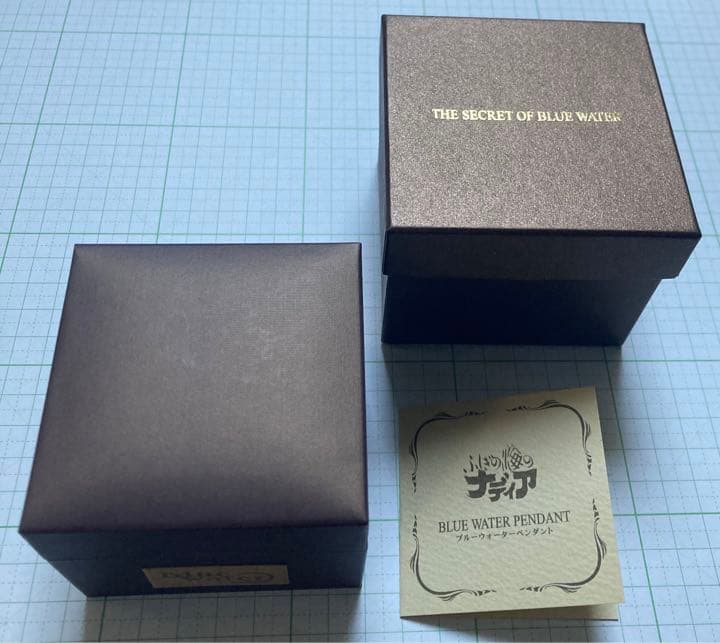 THE SECRET OF BLUE WATER
ふしぎの海の
ナディア
BLUE WATER PENDANT
ブルーウォーターペンダント